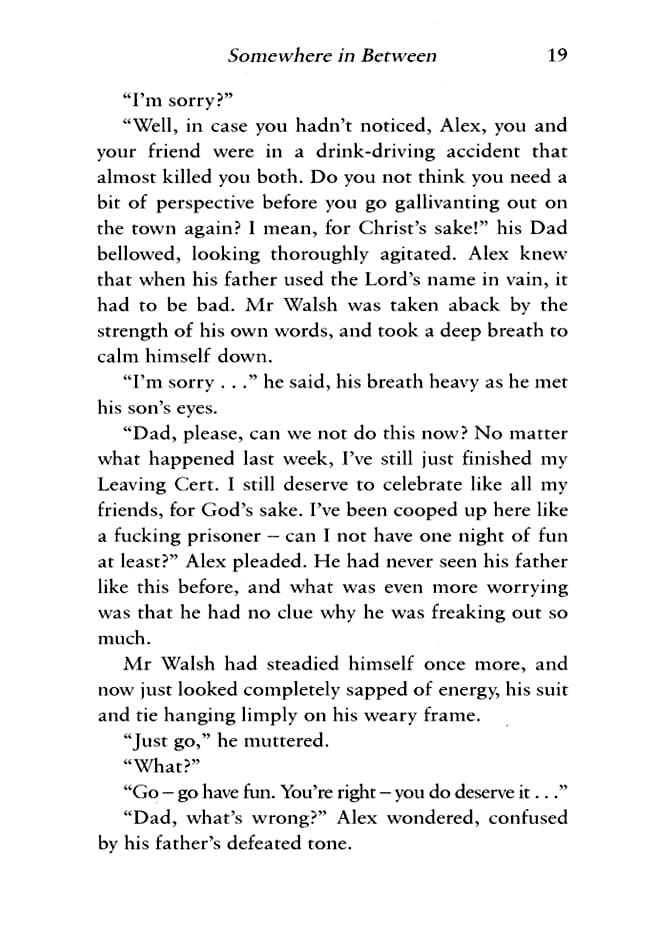 Somewhere in Between 19
“I’m sorry?”
“Well, in case you hadn’t noticed, Alex, you and
your friend were in a drink-driving accident that
almost killed you both. Do you not think you need a
bit of perspective before you go gallivanting out on
the town again? I mean, for Christ’s sake!” his Dad
bellowed, looking thoroughly agitated. Alex knew
that when his father used the Lord’s name in vain, it
had to be bad. Mr Walsh was taken aback by the
strength of his own words, and took a deep breath to
calm himself down.
“I’m sorry . . .” he said, his breath heavy as he met
his son’s eyes.
“Dad, please, can we not do this now? No matter
what happened last week, I’ve still just finished my
Leaving Cert. I still deserve to celebrate like all my
friends, for God’s sake. I’ve been cooped up here like
a fucking prisoner – can I not have one night of fun
at least?” Alex pleaded. He had never seen his father
like this before, and what was even more worrying
was that he had no clue why he was freaking out so
much.
Mr Walsh had steadied himself once more, and
now just looked completely sapped of energy, his suit
and tie hanging limply on his weary frame.
“Just go,” he muttered.
“What?”
“Go – go have fun. You’re right – you do deserve it . . .”
“Dad, what’s wrong?” Alex wondered, confused
by his father’s defeated tone.